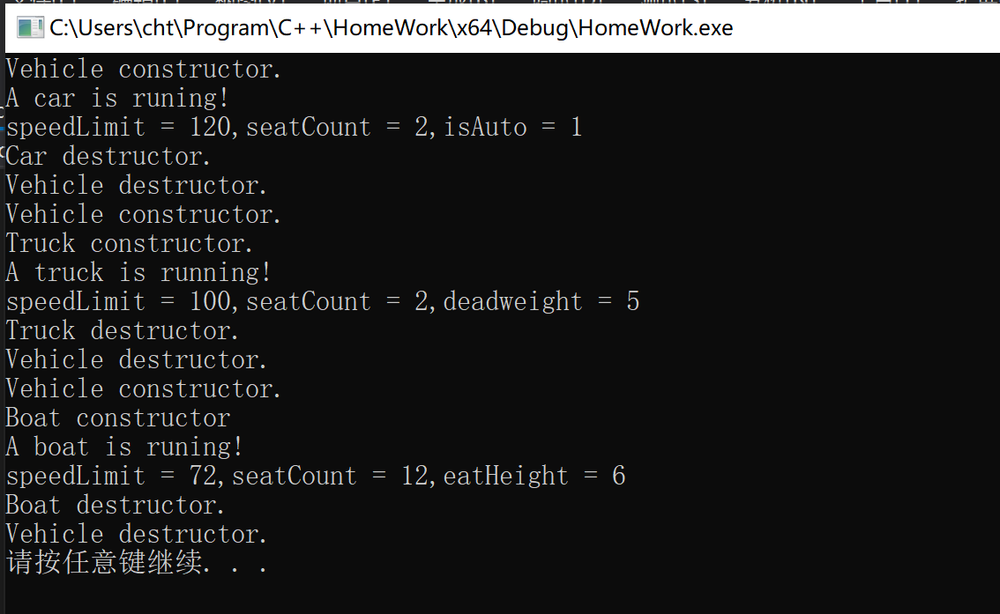 C:\Users\cht\Program\C++\HomeWork\x64\Debug\HomeWork.exe
Vehicle constructor.
A car is runing!
speedLimit = 120,seatCount = 2,isAuto = 1
Car destructor.
Vehicle destructor.
Vehicle constructor.
Truck constructor.
A truck is running!
speedLimit = 100,seatCount = 2,deadweight = 5
Truck destructor.
Vehicle destructor.
Vehicle constructor.
Boat constructor
A boat is runing!
speedLimit = 72,seatCount = 12,eatHeight = 6
Boat destructor.
Vehicle destructor.
请按任意键继续. . .